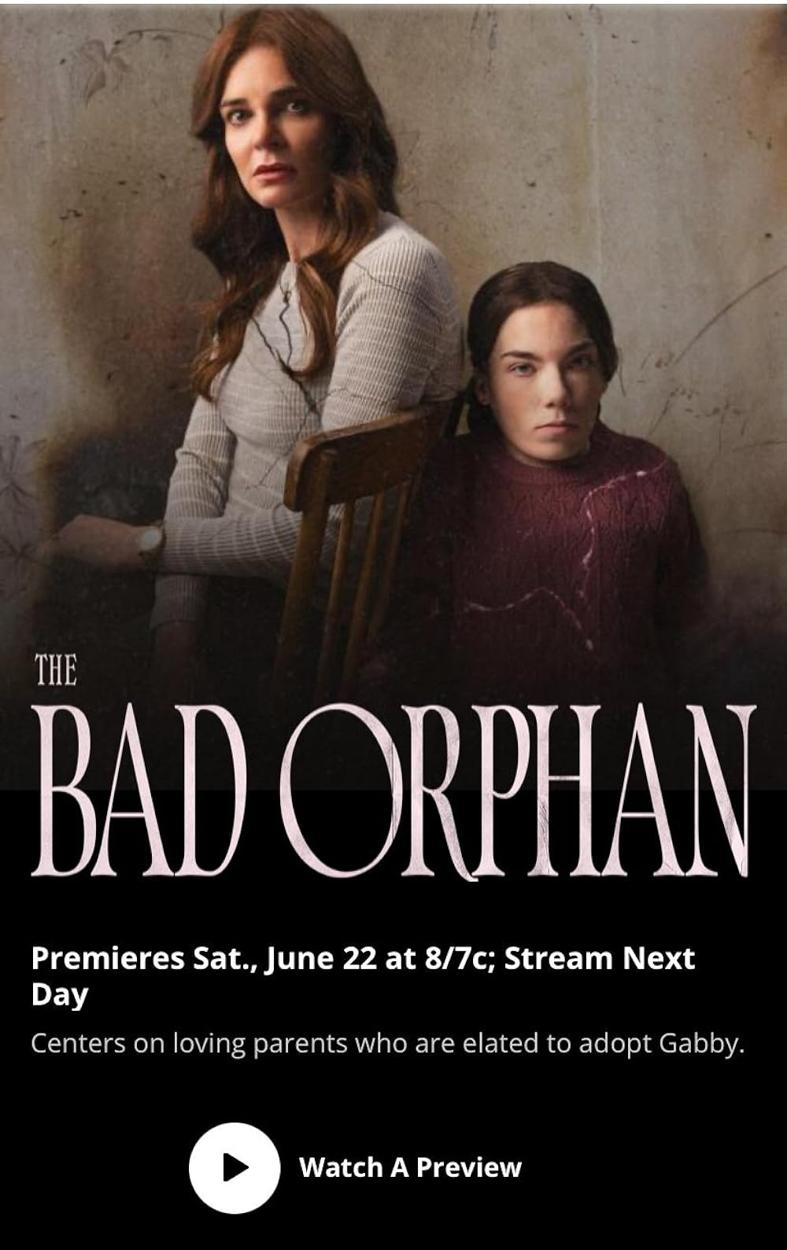 THE
BAD ORPHAN
Premieres Sat., June 22 at 8/7c; Stream Next
Day
Centers on loving parents who are elated to adopt Gabby.
Watch A Preview